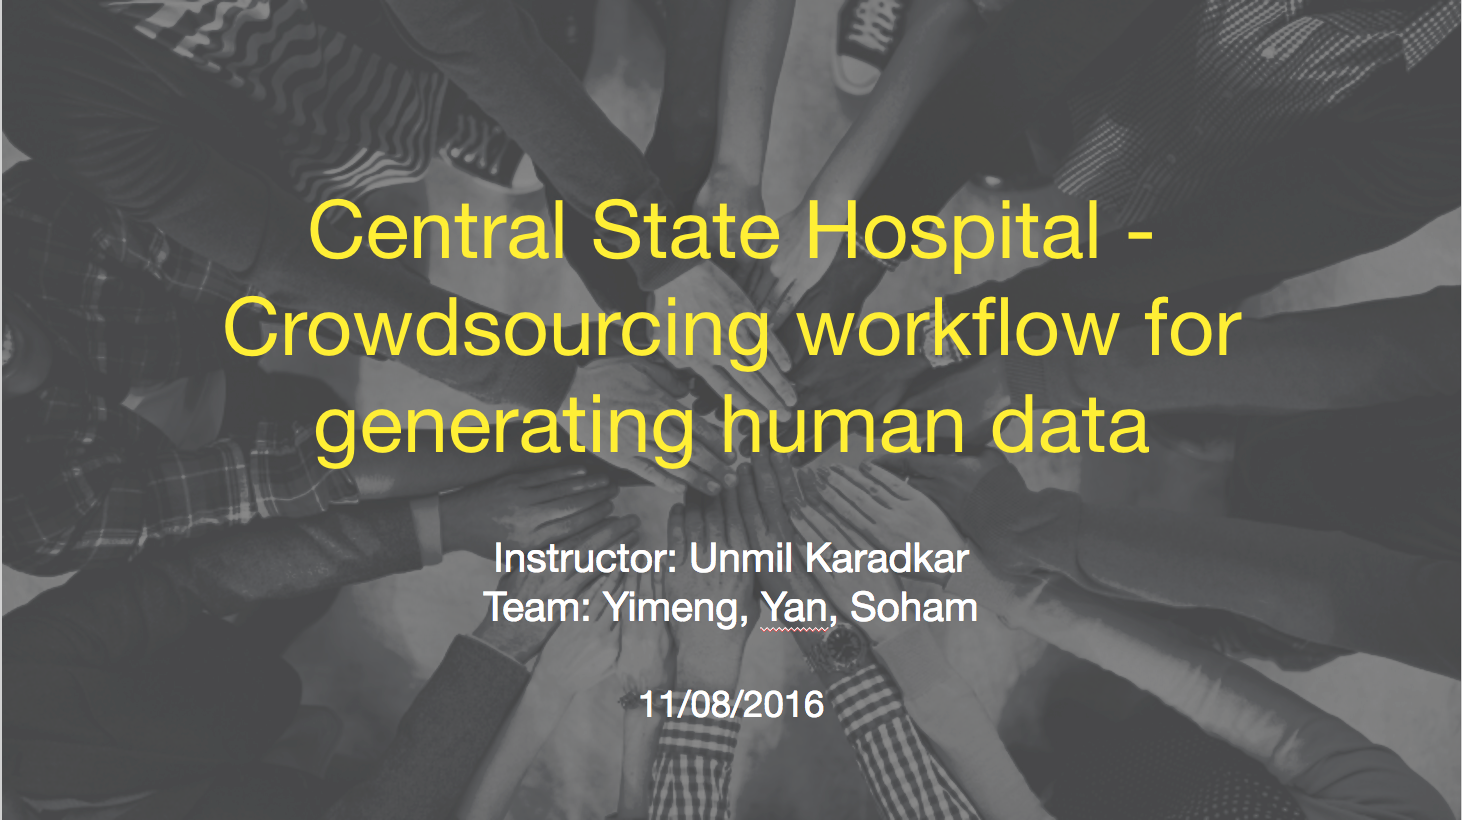 Central State Hospital -
Crowdsourcing workflow for
generating human data
Instructor: Unmil Karadkar
Team: Yimeng, Yan, Soham
11/08/2016